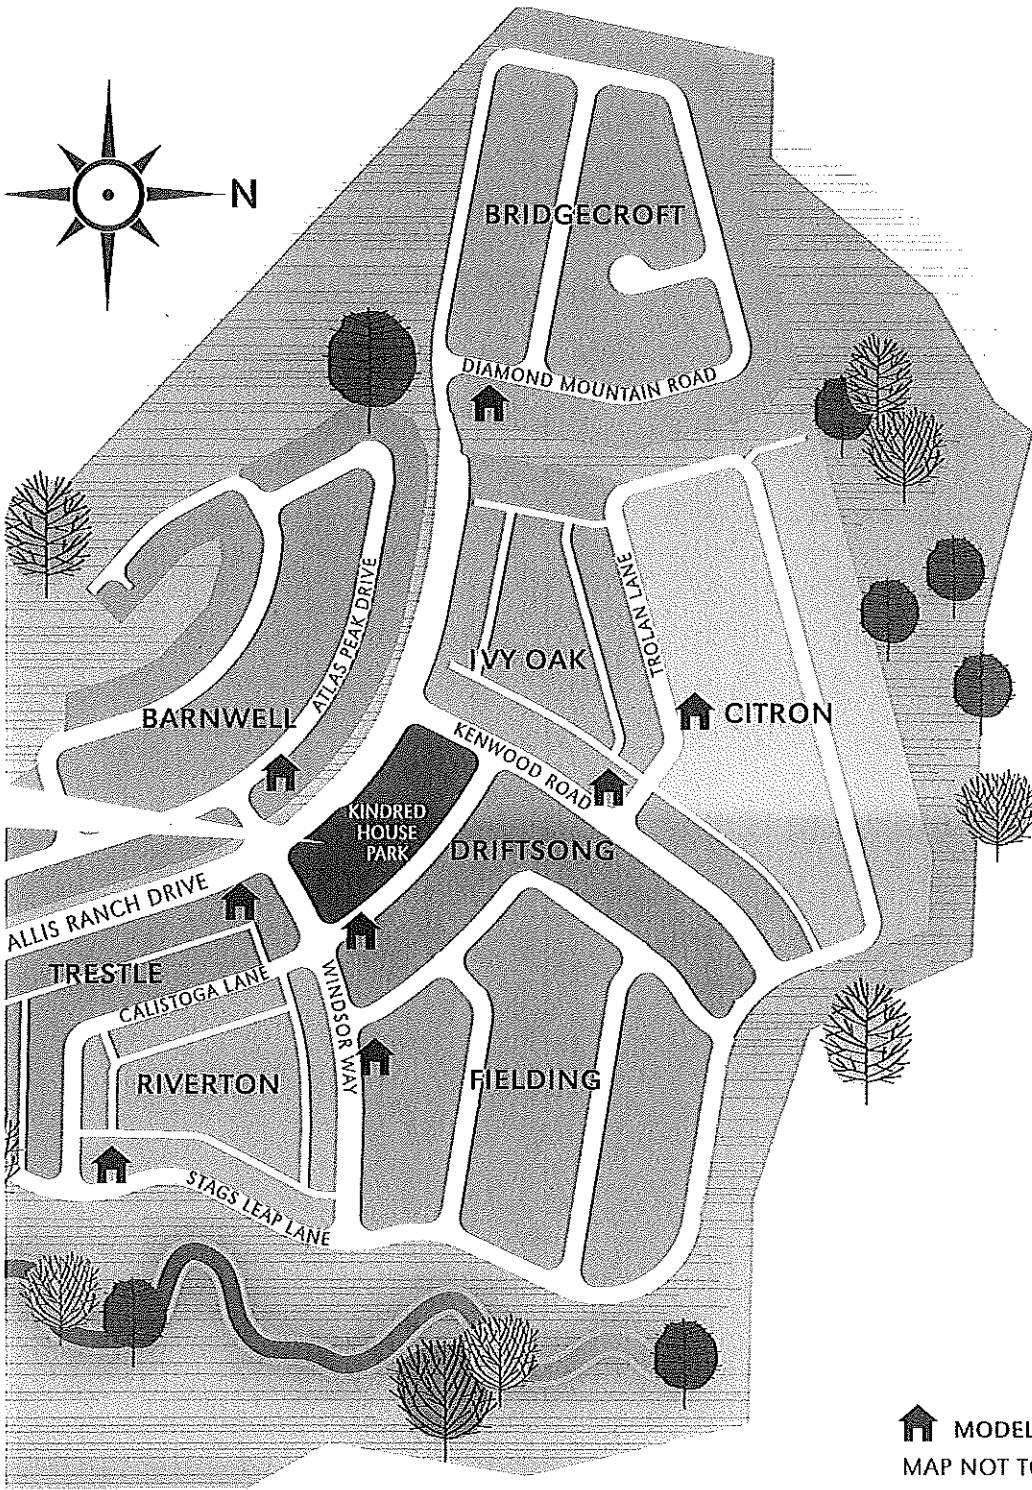 N
BRIDGECROFT
DIAMOND MOUNTAIN ROAD
TROLAN LANE
ATLAS PEAK DRIVE
IVY OAK
BARNWELL
CITRON
KENWOOD ROAD
KINDRED
HOUSE
PARK
DRIFTSONG
ALLIS RANCH DRIVE
TRESTLE
CALISTOGA LANE
WINDSOR WAY
RIVERTON
FIELDING
STAGS LEAP LANE
MODEL
MAP NOT TO